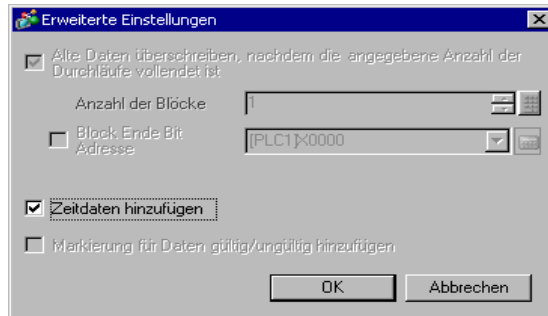 Erweiterte Einstellungen
Alte Daten überschreiben, nachdem die angegebene Anzahl der
Durchläufe vollendet ist
Anzahl der Blöcke 1
Block Ende Bit
Adresse
[PLC1]X0000
Zeitdaten hinzufügen
Markierung für Daten gültig/ungültig hinzufügen
OK Abbrechen